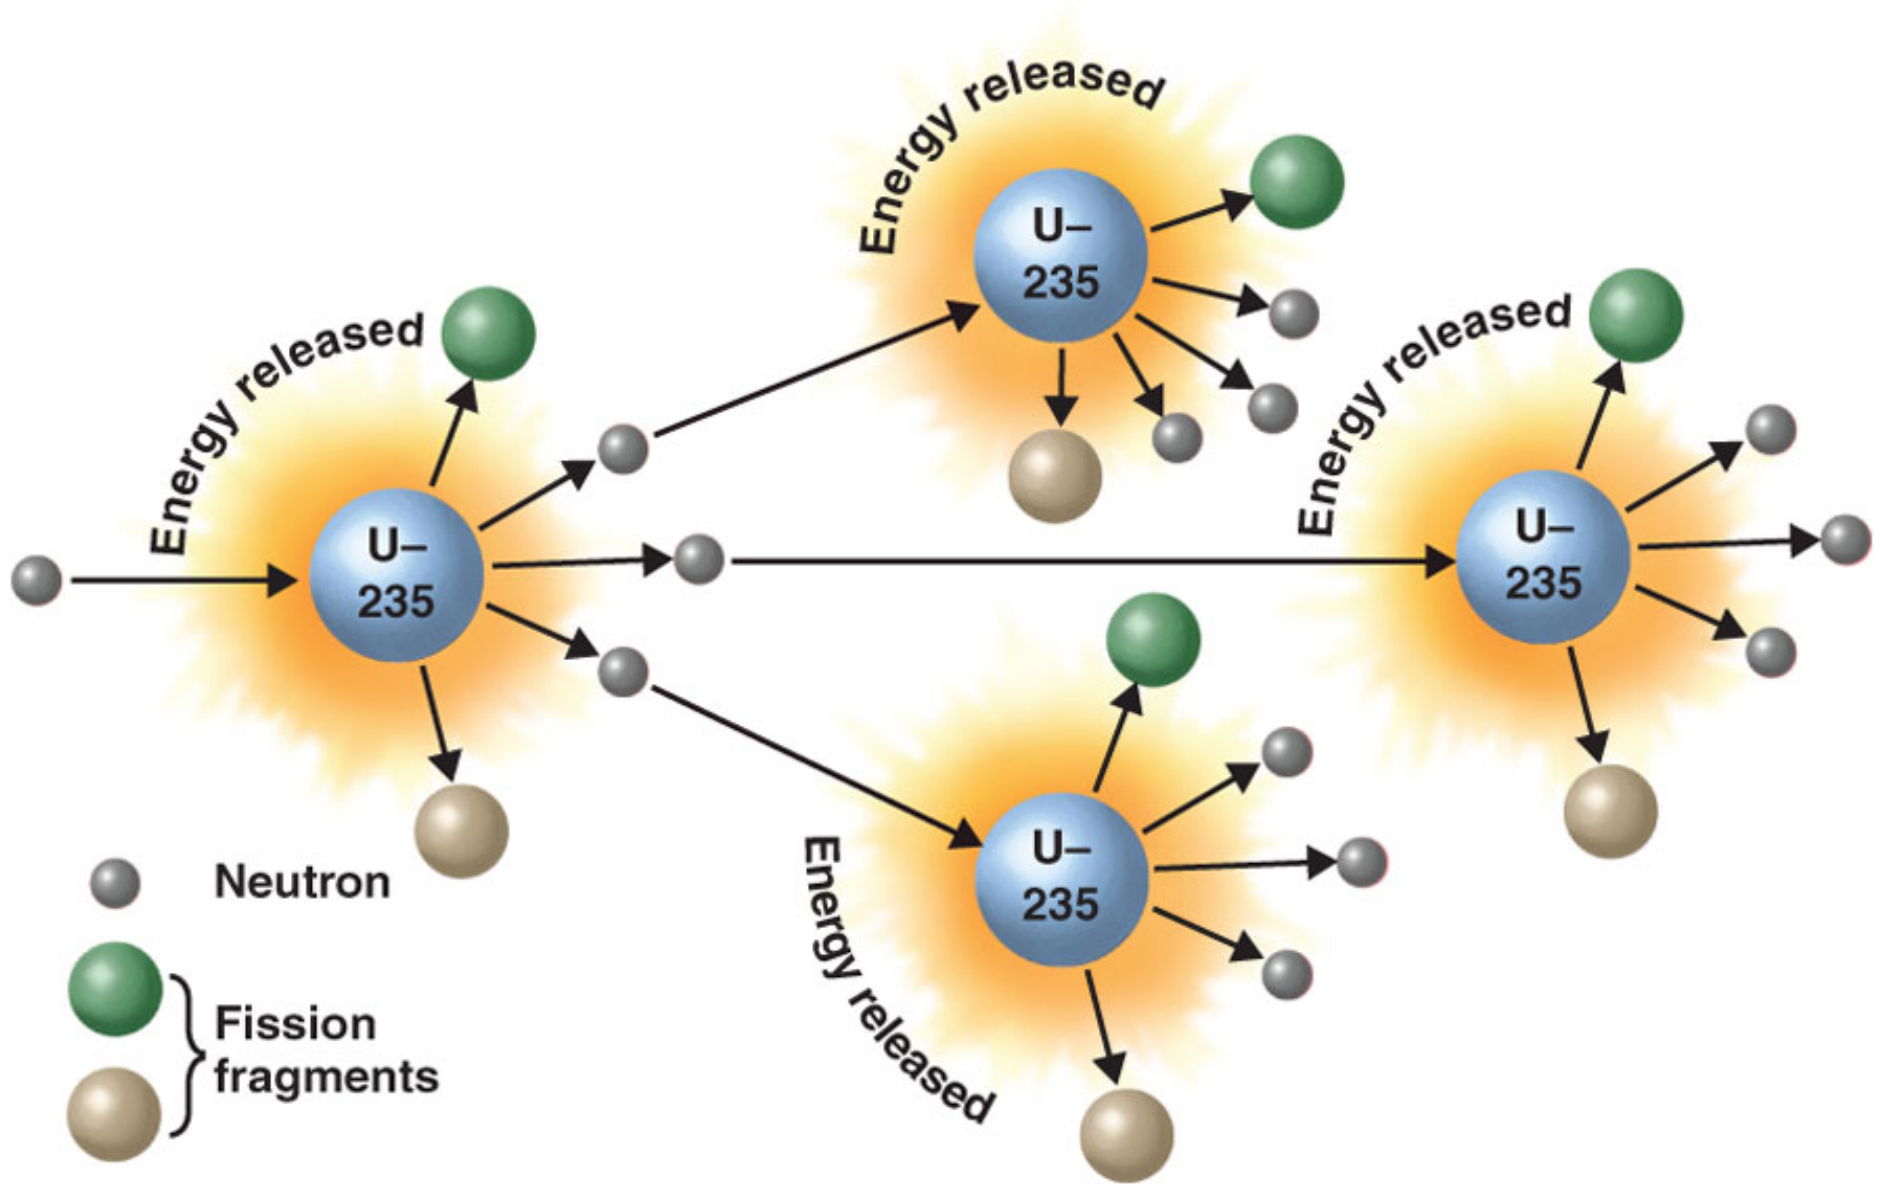 Energy released
U–
235
Energy released
U–
235
Energy released
U–
235
Energy released
U–
235
Neutron
Fission
fragments